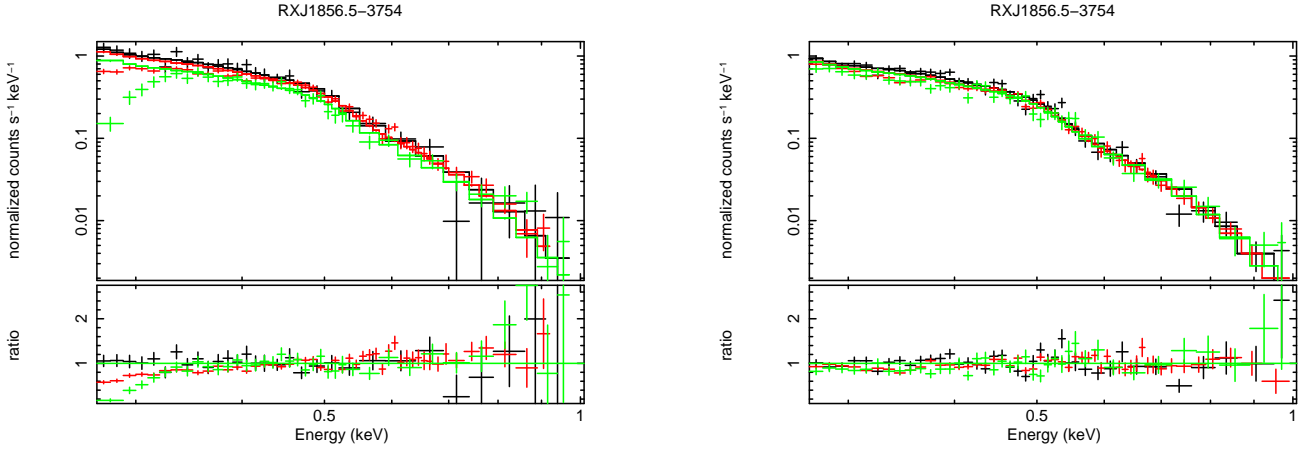 RXJ1856.5−3754
normalized counts s⁻¹ keV⁻¹
1
0.1
0.01
ratio
2
1
0.5
1
Energy (keV)
RXJ1856.5−3754
normalized counts s⁻¹ keV⁻¹
1
0.1
0.01
ratio
2
1
0.5
1
Energy (keV)